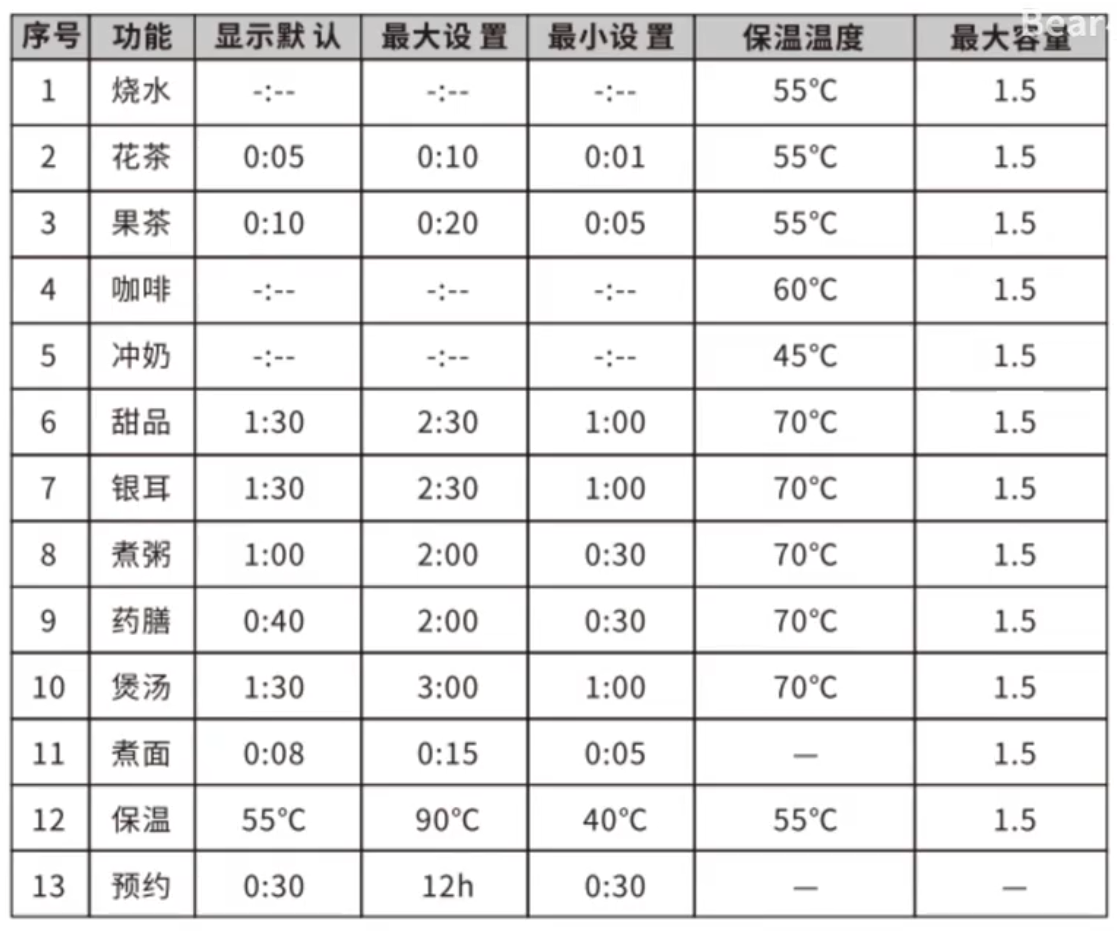 Bear
序号 功能 显示默认 最大设置 最小设置 保温温度 最大容量
1 烧水 -:-- -:-- -:-- 55℃ 1.5
2 花茶 0:05 0:10 0:01 55℃ 1.5
3 果茶 0:10 0:20 0:05 55℃ 1.5
4 咖啡 -:-- -:-- -:-- 60℃ 1.5
5 冲奶 -:-- -:-- -:-- 45℃ 1.5
6 甜品 1:30 2:30 1:00 70℃ 1.5
7 银耳 1:30 2:30 1:00 70℃ 1.5
8 煮粥 1:00 2:00 0:30 70℃ 1.5
9 药膳 0:40 2:00 0:30 70℃ 1.5
10 煲汤 1:30 3:00 1:00 70℃ 1.5
11 煮面 0:08 0:15 0:05 — 1.5
12 保温 55℃ 90℃ 40℃ 55℃ 1.5
13 预约 0:30 12h 0:30 — —